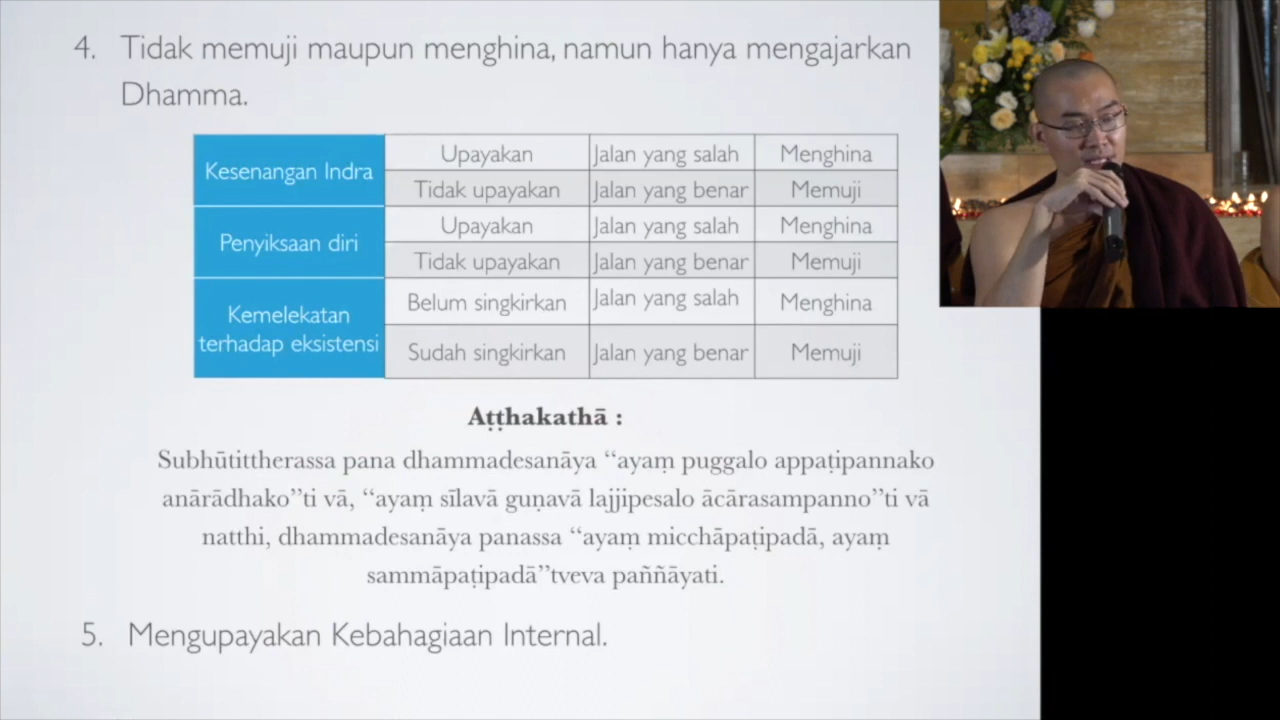 4. Tidak memuji maupun menghina, namun hanya mengajarkan
Dhamma.
Kesenangan Indra
Upayakan Jalan yang salah Menghina
Tidak upayakan Jalan yang benar Memuji
Penyiksaan diri
Upayakan Jalan yang salah Menghina
Tidak upayakan Jalan yang benar Memuji
Kemelekatan
terhadap eksistensi
Belum singkirkan Jalan yang salah Menghina
Sudah singkirkan Jalan yang benar Memuji
Aṭṭhakathā :
Subhūtittherassa pana dhammadesanāya “ayaṃ puggalo appaṭipannako
anārādhako”ti vā, “ayaṃ sīlavā guṇavā lajjipesalo ācārasampanno”ti vā
natthi, dhammadesanāya panassa “ayaṃ micchāpaṭipadā, ayaṃ
sammāpaṭipadā”tveva paññāyati.
5. Mengupayakan Kebahagiaan Internal.